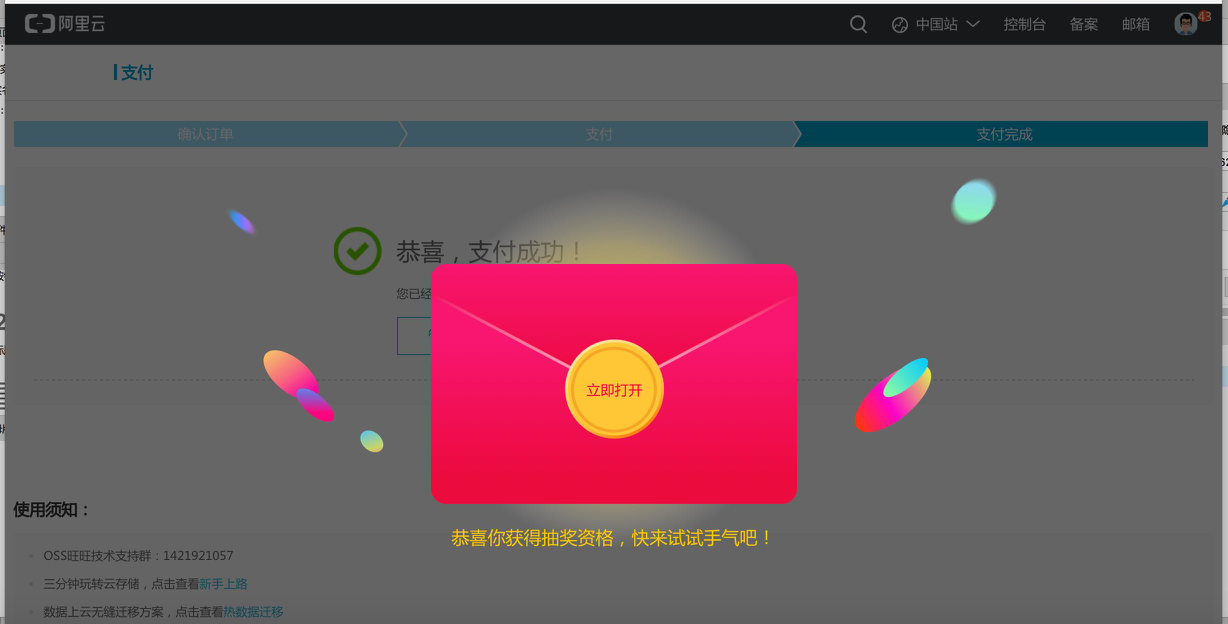 阿里云
中国站
控制台
备案
邮箱
43
支付
确认订单
支付
支付完成
恭喜，支付成功！
您已经
立即打开
恭喜你获得抽奖资格，快来试试手气吧！
使用须知：
OSS旺旺技术支持群：1421921057
三分钟玩转云存储，点击查看新手上路
数据上云无缝迁移方案，点击查看热数据迁移